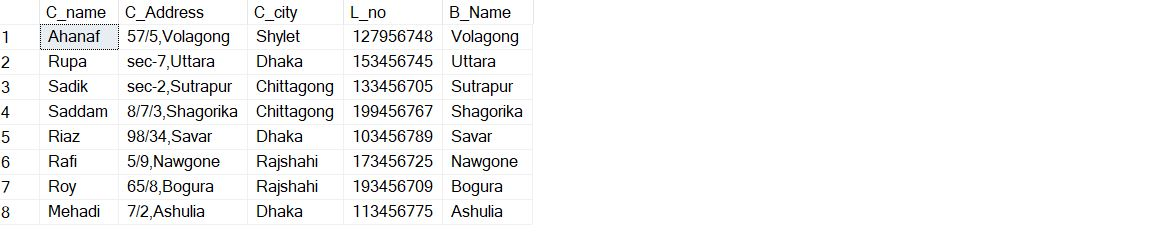 C_name C_Address C_city L_no B_Name
1 Ahanaf 57/5,Volagong Shylet 127956748 Volagong
2 Rupa sec-7,Uttara Dhaka 153456745 Uttara
3 Sadik sec-2,Sutrapur Chittagong 133456705 Sutrapur
4 Saddam 8/7/3,Shagorika Chittagong 199456767 Shagorika
5 Riaz 98/34,Savar Dhaka 103456789 Savar
6 Rafi 5/9,Nawgone Rajshahi 173456725 Nawgone
7 Roy 65/8,Bogura Rajshahi 193456709 Bogura
8 Mehadi 7/2,Ashulia Dhaka 113456775 Ashulia